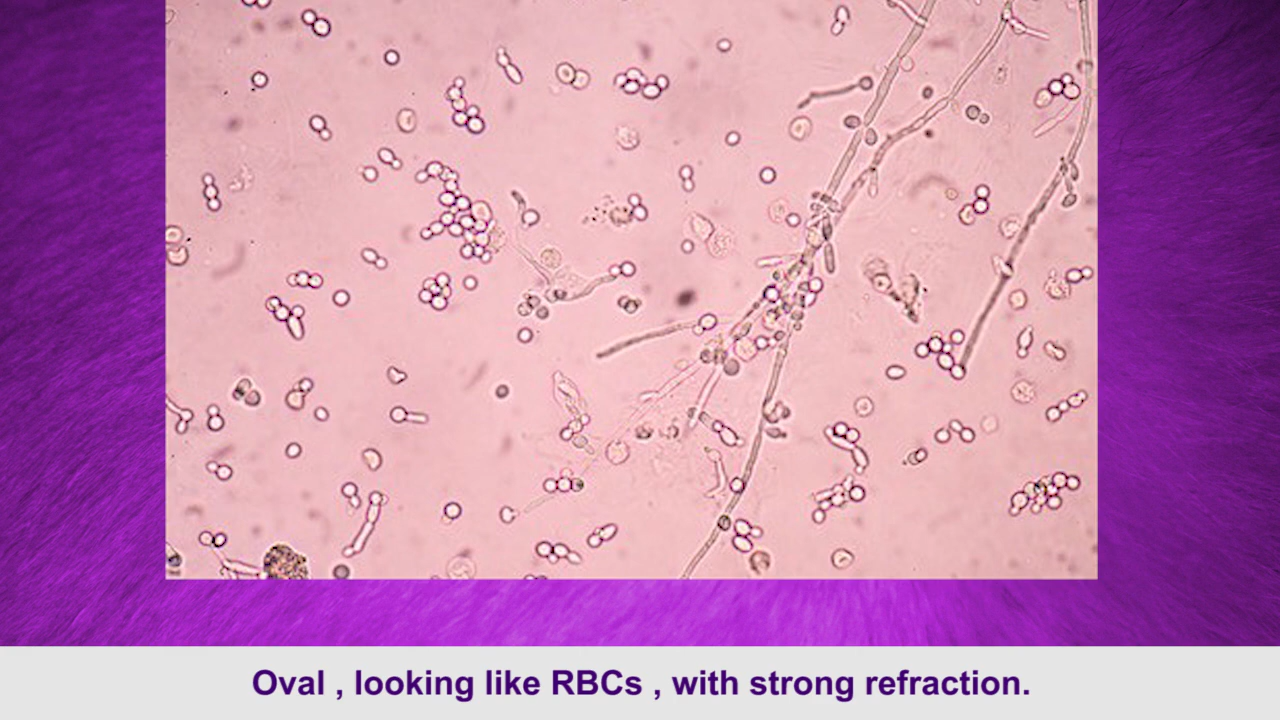 Oval , looking like RBCs , with strong refraction.